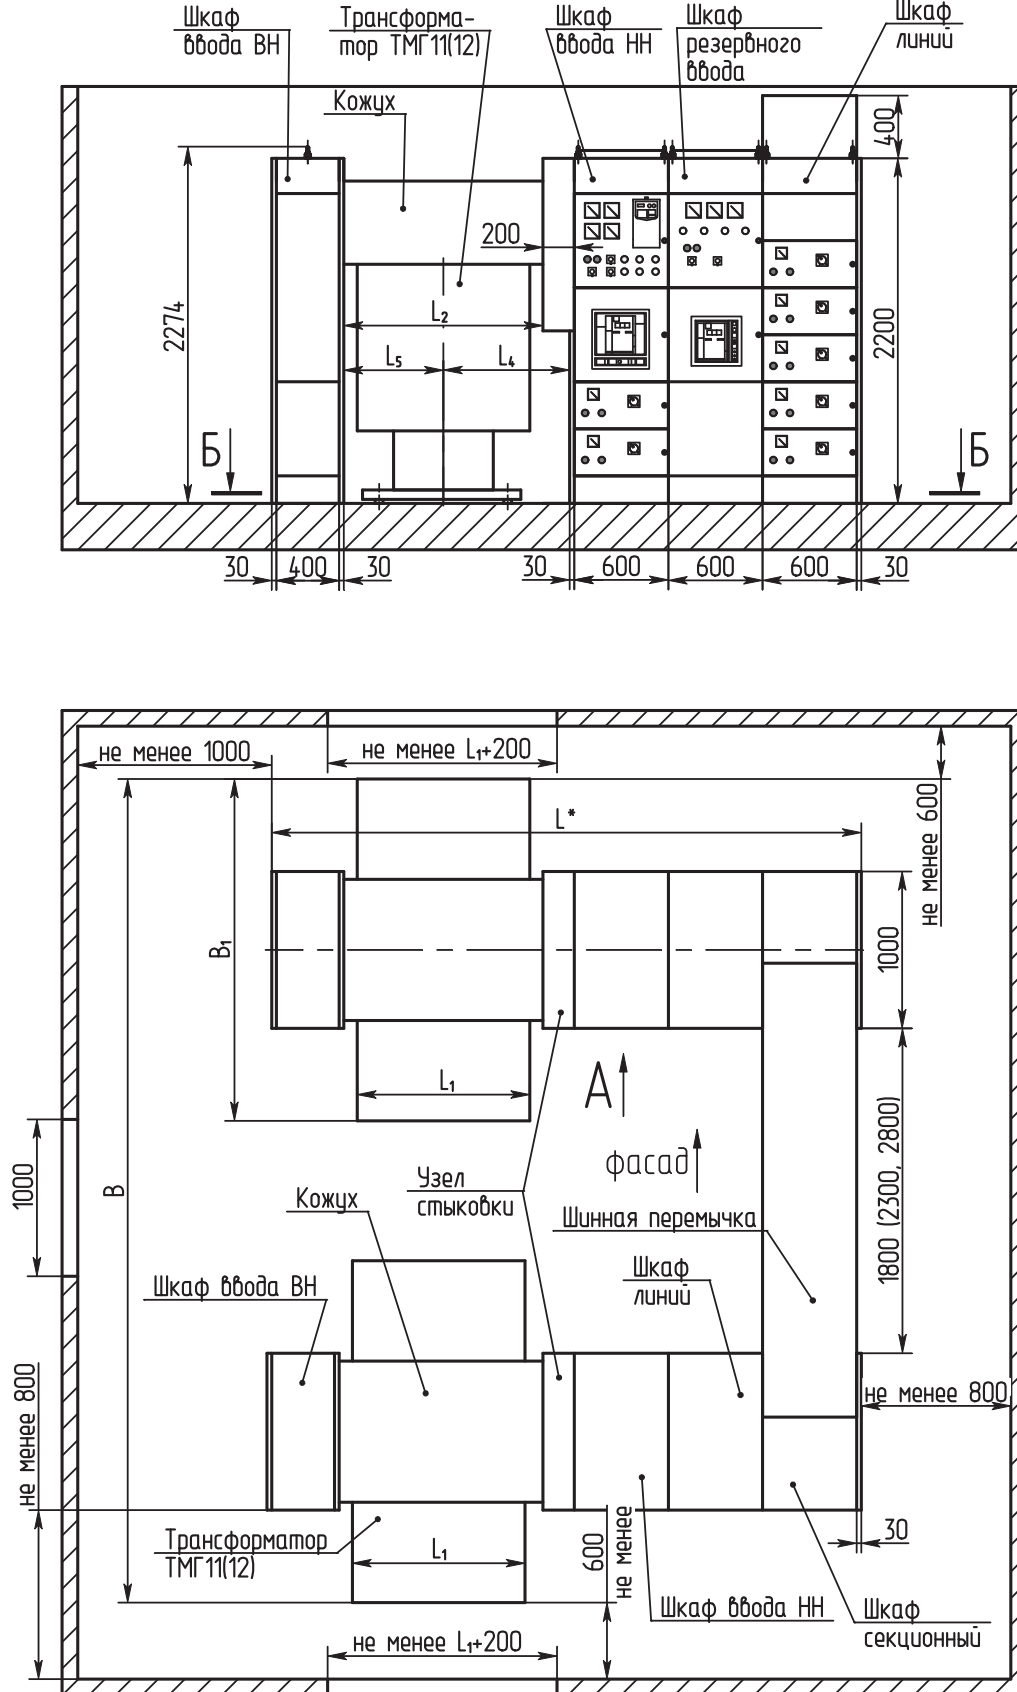 Шкаф
ввода ВН
Трансформа-
тор ТМГ11(12)
Шкаф
ввода НН
Шкаф
резервного
ввода
Шкаф
линий
Кожух
400
200
2274
L2
L5
L4
2200
Б
Б
30
400
30
30
600
600
600
30
не менее 1000
не менее L1+200
L*
не менее 600
B1
1000
L1
А
фасад
1000
B
Узел
стыковки
Кожух
Шинная перемычка
1800 (2300, 2800)
Шкаф
линий
Шкаф ввода ВН
не менее 800
не менее 800
Трансформатор
ТМГ11(12)
L1
600
не менее
30
Шкаф ввода НН
Шкаф
секционный
не менее L1+200